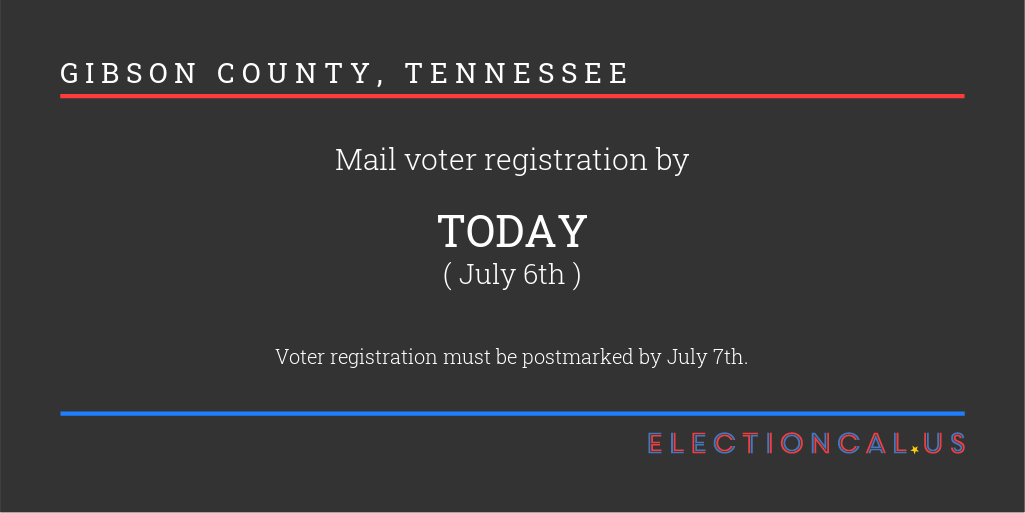 GIBSON COUNTY, TENNESSEE
Mail voter registration by
TODAY
( July 6th )
Voter registration must be postmarked by July 7th.
ELECTIONCAL.US